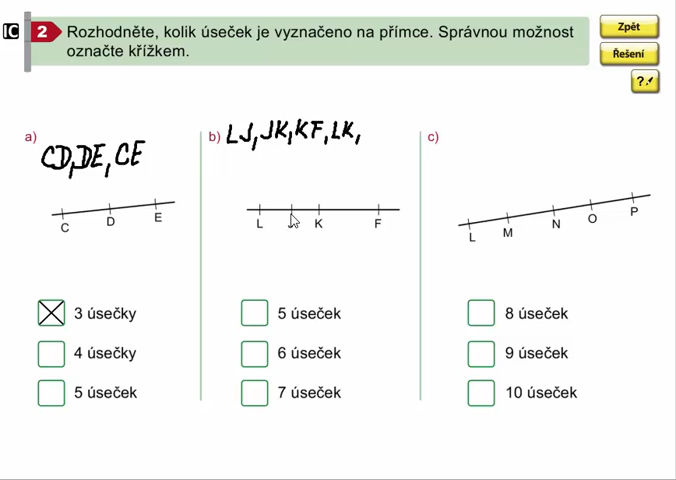 IC
2 Rozhodněte, kolik úseček je vyznačeno na přímce. Správnou možnost
označte křížkem.
Zpět
Řešení
?
a)
CD, DE, CE
C D E
3 úsečky
4 úsečky
5 úseček
b)
LJ, JK, KF, LK,
L K F
5 úseček
6 úseček
7 úseček
c)
L M N O P
8 úseček
9 úseček
10 úseček